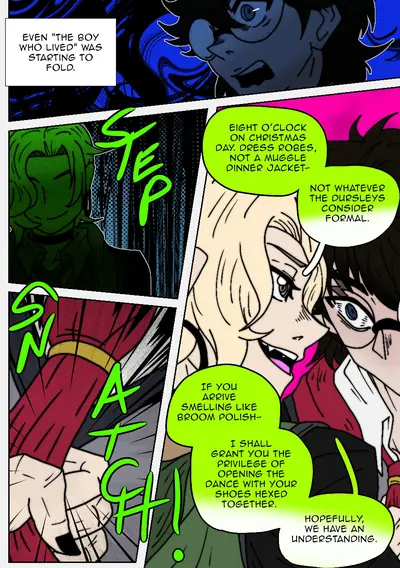 EVEN "THE BOY
WHO LIVED" WAS
STARTING TO
FOLD.
STEP
EIGHT O'CLOCK
ON CHRISTMAS
DAY. DRESS ROBES,
NOT A MUGGLE
DINNER JACKET-
NOT WHATEVER
THE DURSLEYS
CONSIDER
FORMAL.
SNATCH!
IF YOU
ARRIVE
SMELLING LIKE
BROOM POLISH-
I SHALL
GRANT YOU THE
PRIVILEGE OF
OPENING THE
DANCE WITH YOUR
SHOES HEXED
TOGETHER.
HOPEFULLY,
WE HAVE AN
UNDERSTANDING.